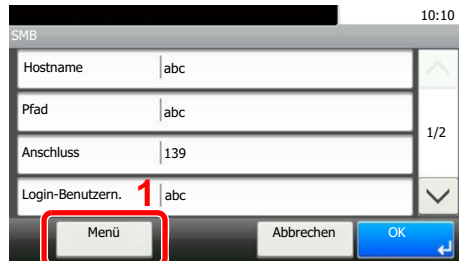 10:10
SMB
Hostname abc
Pfad abc
1/2
Anschluss 139
Login-Benutzern. 1 abc
Menü Abbrechen OK